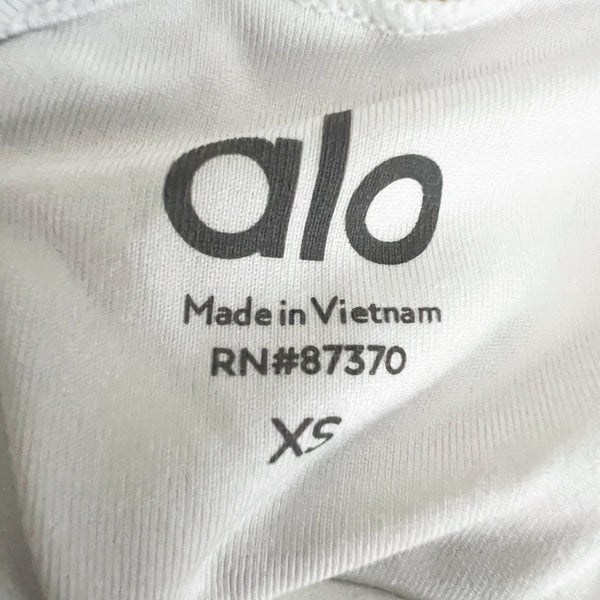 alo
Made in Vietnam
RN#87370
XS